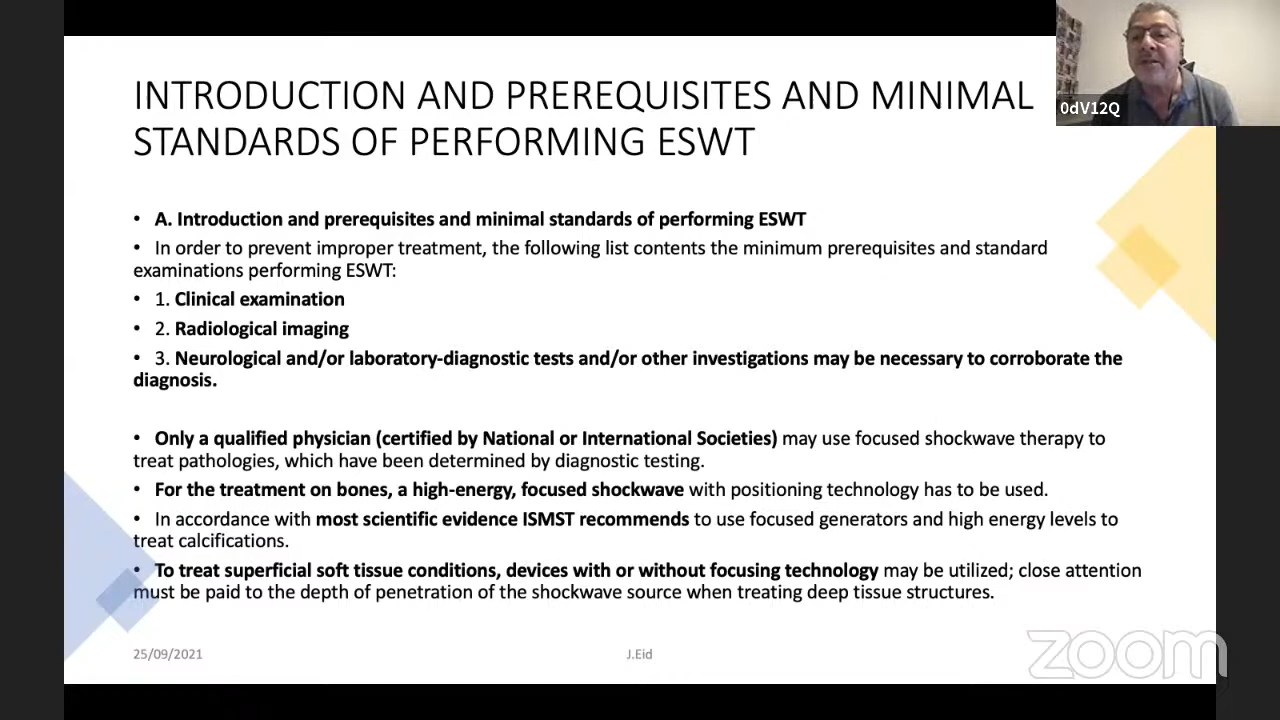 INTRODUCTION AND PREREQUISITES AND MINIMAL
STANDARDS OF PERFORMING ESWT
0dV12Q
• A. Introduction and prerequisites and minimal standards of performing ESWT
• In order to prevent improper treatment, the following list contents the minimum prerequisites and standard
examinations performing ESWT:
• 1. Clinical examination
• 2. Radiological imaging
• 3. Neurological and/or laboratory-diagnostic tests and/or other investigations may be necessary to corroborate the
diagnosis.
• Only a qualified physician (certified by National or International Societies) may use focused shockwave therapy to
treat pathologies, which have been determined by diagnostic testing.
• For the treatment on bones, a high-energy, focused shockwave with positioning technology has to be used.
• In accordance with most scientific evidence ISMST recommends to use focused generators and high energy levels to
treat calcifications.
• To treat superficial soft tissue conditions, devices with or without focusing technology may be utilized; close attention
must be paid to the depth of penetration of the shockwave source when treating deep tissue structures.
25/09/2021
J.Eid
zoom